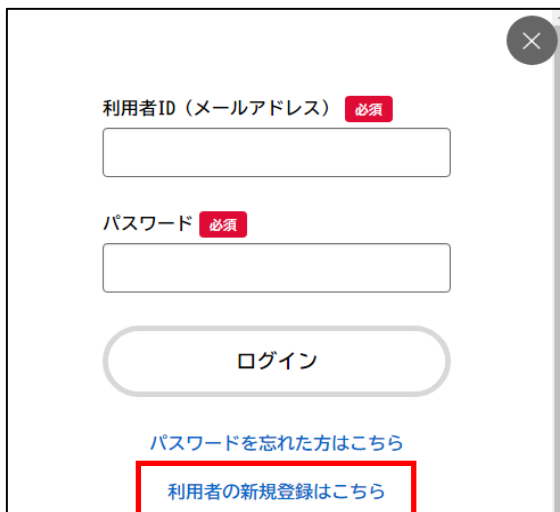 利用者ID（メールアドレス） 必須
パスワード 必須
ログイン
パスワードを忘れた方はこちら
利用者の新規登録はこちら